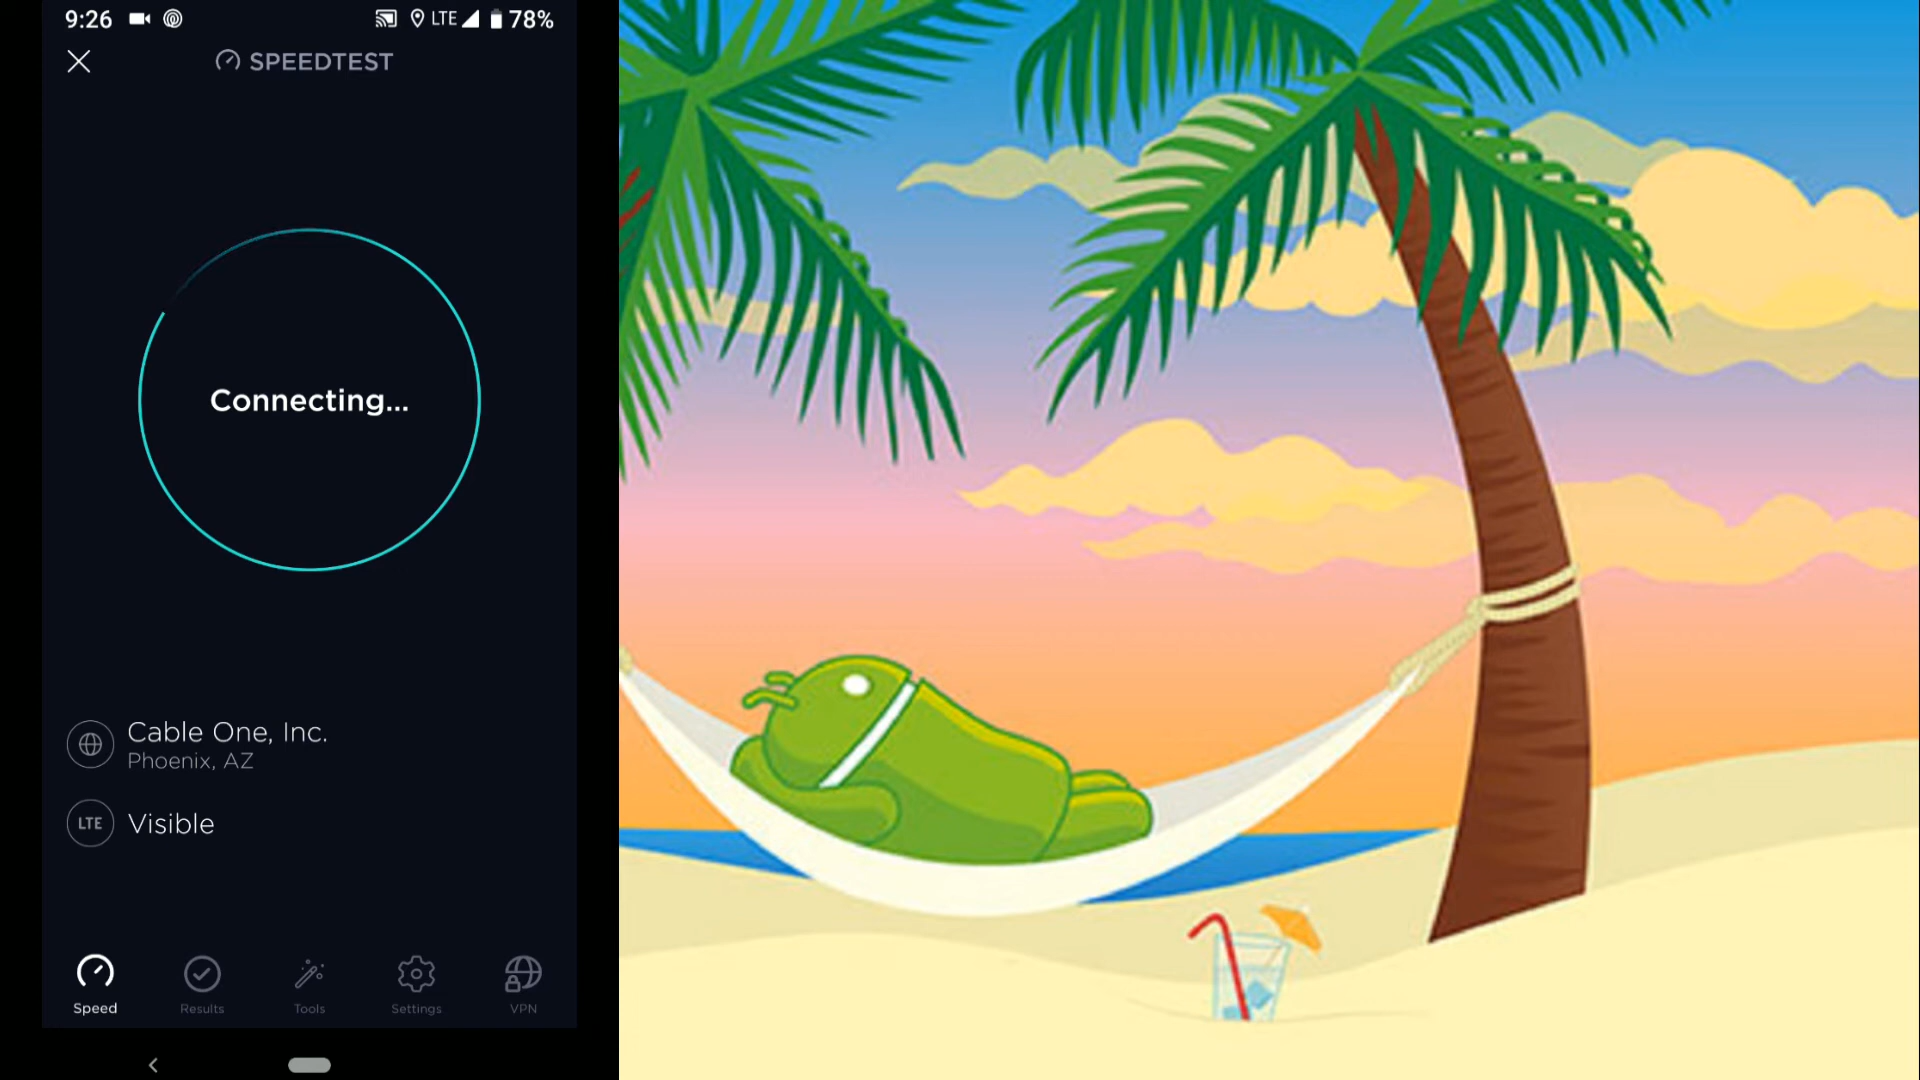 9:26 LTE 78%
SPEEDTEST
Connecting...
Cable One, Inc.
Phoenix, AZ
LTE Visible
Speed Results Tools Settings VPN